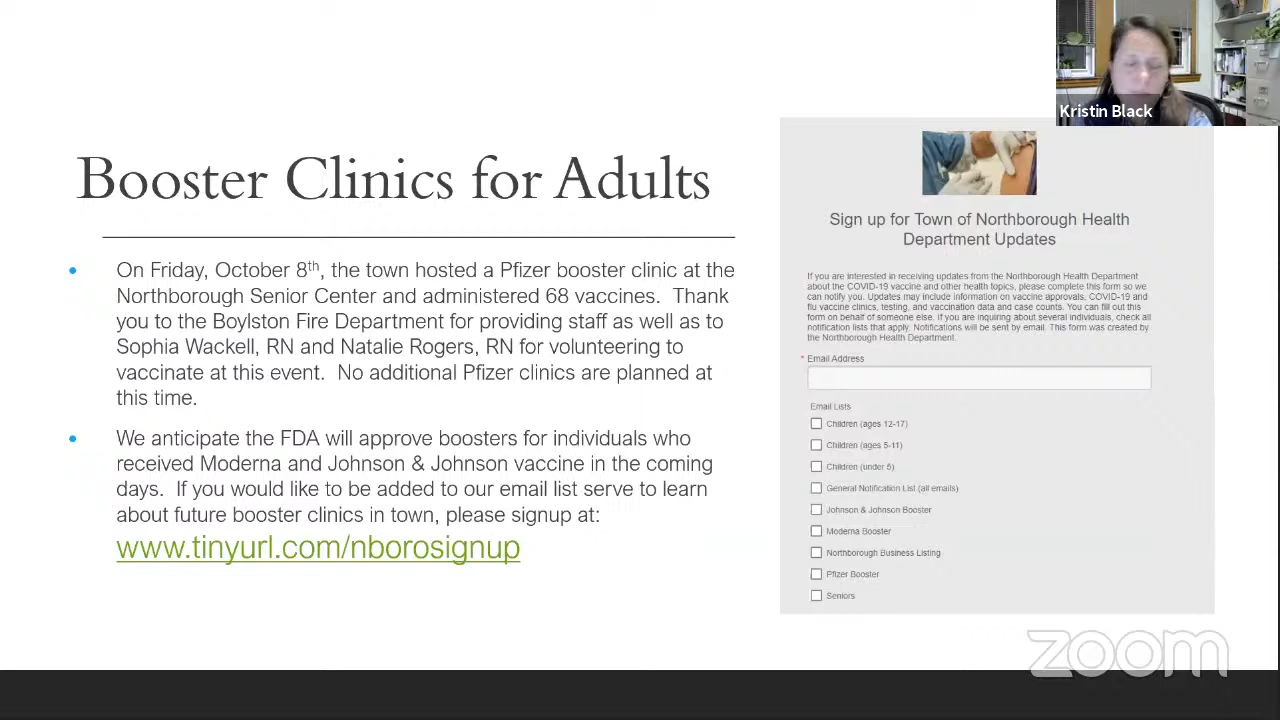 Kristin Black
Booster Clinics for Adults
On Friday, October 8th, the town hosted a Pfizer booster clinic at the
Northborough Senior Center and administered 68 vaccines.  Thank
you to the Boylston Fire Department for providing staff as well as to
Sophia Wackell, RN and Natalie Rogers, RN for volunteering to
vaccinate at this event.  No additional Pfizer clinics are planned at
this time.
We anticipate the FDA will approve boosters for individuals who
received Moderna and Johnson & Johnson vaccine in the coming
days.  If you would like to be added to our email list serve to learn
about future booster clinics in town, please signup at:
www.tinyurl.com/nborosignup
Sign up for Town of Northborough Health
Department Updates
If you are interested in receiving updates from the Northborough Health Department
about the COVID-19 vaccine and other health topics, please complete this form so we
can notify you. Updates may include information on vaccine approvals, COVID-19 and
flu vaccine clinics, testing, and vaccination data and case counts. You can fill out this
form on behalf of someone else. If you are inquiring about several individuals, check all
notification lists that apply. Notifications will be sent by email. This form was created by
the Northborough Health Department.
* Email Address
Email Lists
Children (ages 12-17)
Children (ages 5-11)
Children (under 5)
General Notification List (all emails)
Johnson & Johnson Booster
Moderna Booster
Northborough Business Listing
Pfizer Booster
Seniors
zoom